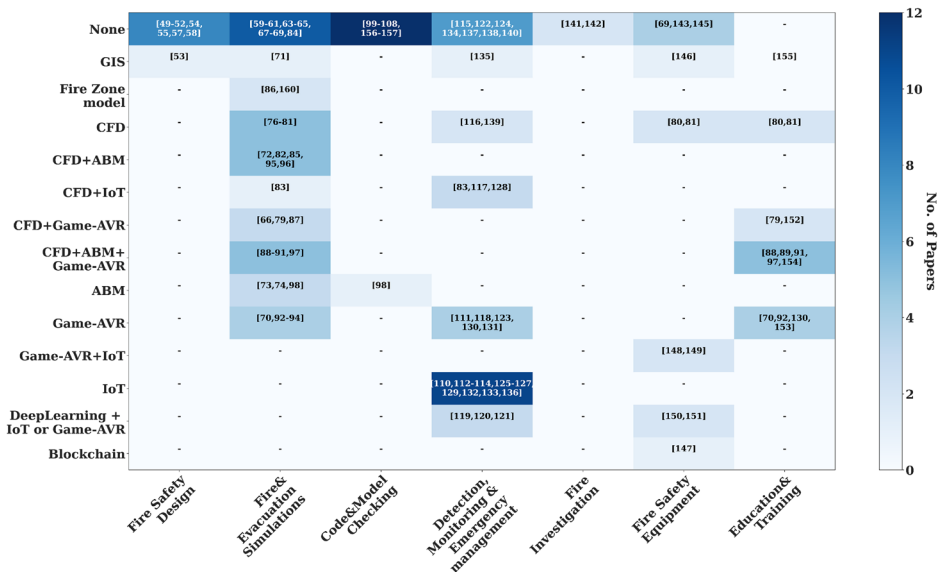 None [49-52,54, [59-61,63-65, [99-108, [115,122,124, [141,142] [69,143,145] -
55,57,58] 67-69,84] 156-157] 134,137,138,140]
GIS [53] [71] - [135] - [146] [155]
Fire Zone
model - [86,160] - - - - -
CFD - [76-81] - [116,139] - [80,81] [80,81]
CFD+ABM - [72,82,85, - - - - -
95,96]
CFD+IoT - [83] - [83,117,128] - - -
CFD+Game-AVR - [66,79,87] - - - - [79,152]
CFD+ABM+
Game-AVR - [88-91,97] - - - - [88,89,91,
97,154]
ABM - [73,74,98] [98] - - - -
Game-AVR - [70,92-94] - [111,118,123, - - [70,92,130,
130,131] 153]
Game-AVR+IoT - - - - - [148,149] -
IoT - - - [110,112-114,125-127, - - -
129,132,133,136]
DeepLearning +
IoT or Game-AVR - - - [119,120,121] - [150,151] -
Blockchain - - - - - [147] -
Fire Safety
Design
Fire&
Evacuation
Simulations
Code&Model
Checking
Detection,
Monitoring &
Emergency
management
Fire
Investigation
Fire Safety
Equipment
Education&
Training
12
10
8
6
4
2
0
No. of Papers